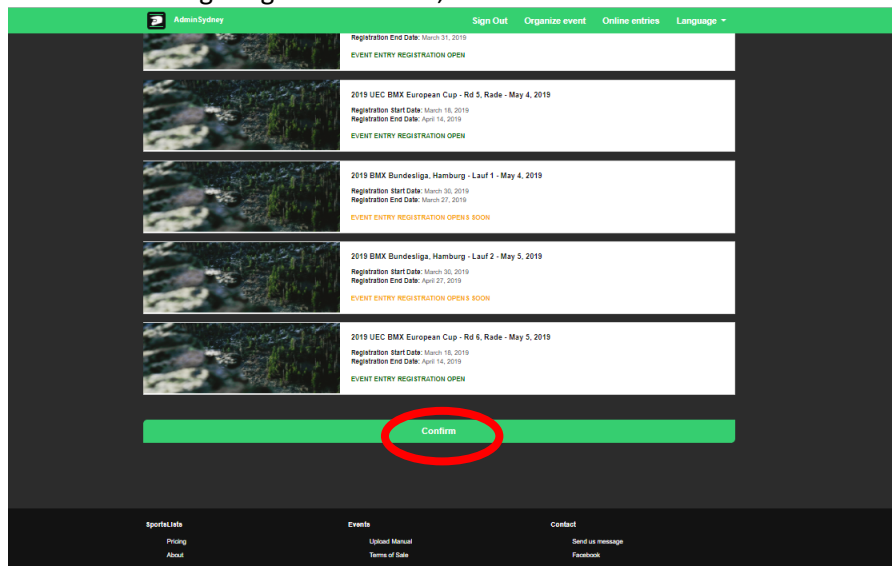 AdminSydney Sign Out Organize event Online entries Language
Registration End Date: March 31, 2019
EVENT ENTRY REGISTRATION OPEN
2019 UEC BMX European Cup - Rd 5, Rade - May 4, 2019
Registration Start Date: March 18, 2019
Registration End Date: April 14, 2019
EVENT ENTRY REGISTRATION OPEN
2019 BMX Bundesliga, Hamburg - Lauf 1 - May 4, 2019
Registration Start Date: March 30, 2019
Registration End Date: March 27, 2019
EVENT ENTRY REGISTRATION OPENS SOON
2019 BMX Bundesliga, Hamburg - Lauf 2 - May 5, 2019
Registration Start Date: March 30, 2019
Registration End Date: April 27, 2019
EVENT ENTRY REGISTRATION OPENS SOON
2019 UEC BMX European Cup - Rd 6, Rade - May 5, 2019
Registration Start Date: March 18, 2019
Registration End Date: April 14, 2019
EVENT ENTRY REGISTRATION OPEN
Confirm
SportsLists Events Contact
Pricing Upload Manual Send us message
About Terms of Sale Facebook